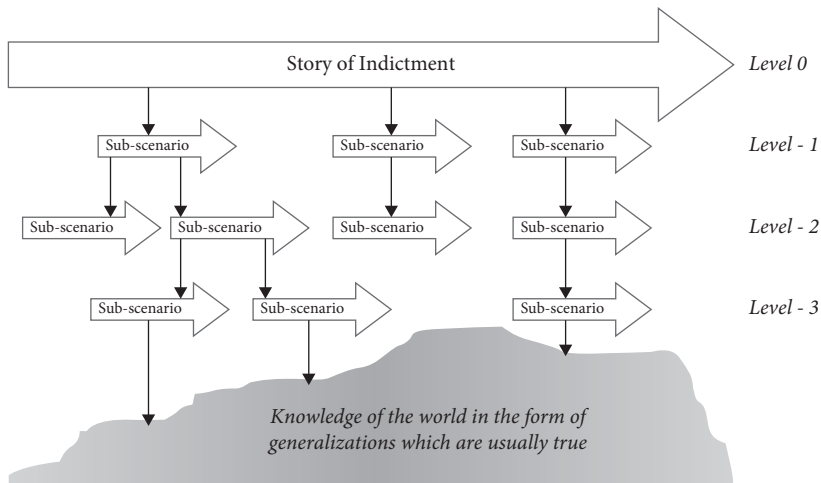 Story of Indictment
Level 0
Sub-scenario
Sub-scenario
Sub-scenario
Level - 1
Sub-scenario
Sub-scenario
Sub-scenario
Sub-scenario
Level - 2
Sub-scenario
Sub-scenario
Sub-scenario
Level - 3
Knowledge of the world in the form of
generalizations which are usually true